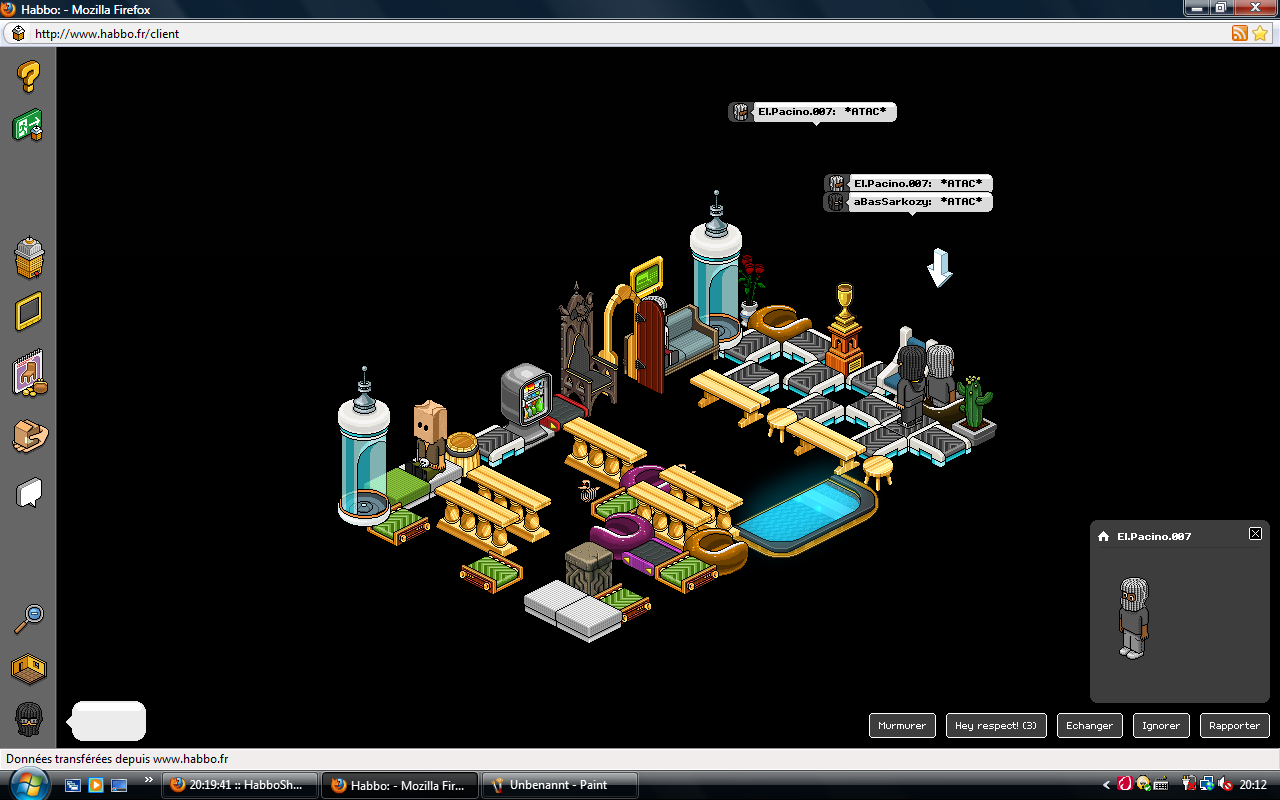 Habbo: - Mozilla Firefox
http://www.habbo.fr/client
El.Pacino.007: *ATAC*
El.Pacino.007: *ATAC*
aBasSarkozy: *ATAC*
El.Pacino.007
Murmurer
Hey respect! (3)
Echanger
Ignorer
Rapporter
Données transférées depuis www.habbo.fr
20:19:41 :: HabboSh...
Habbo: - Mozilla Fir...
Unbenannt - Paint
20:12